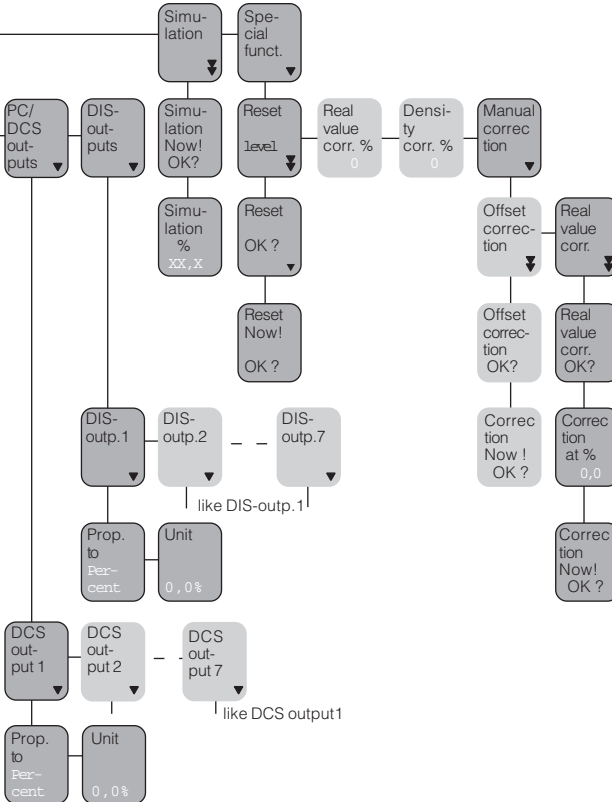 Simu-
lation
Spe-
cial
funct.
PC/
DCS
out-
puts
DIS-
out-
puts
Simu-
lation
Now!
OK?
Reset
level
Real
value
corr. %
0
Densi-
ty
corr. %
0
Manual
correc
tion
Simu-
lation
%
XX,X
Reset
OK ?
Offset
correc-
tion
Real
value
corr.
Reset
Now!
OK ?
Offset
correc-
tion
OK?
Real
value
corr.
OK?
DIS-
outp.1
DIS-
outp.2
DIS-
outp.7
Correc
tion
Now !
OK ?
Correc
tion
at %
0,0
like DIS-outp.1
Prop.
to
Per-
cent
Unit
0,0%
Correc
tion
Now!
OK ?
DCS
out-
put 1
DCS
out-
put 2
DCS
out-
put 7
like DCS output1
Prop.
to
Per-
cent
Unit
0,0%